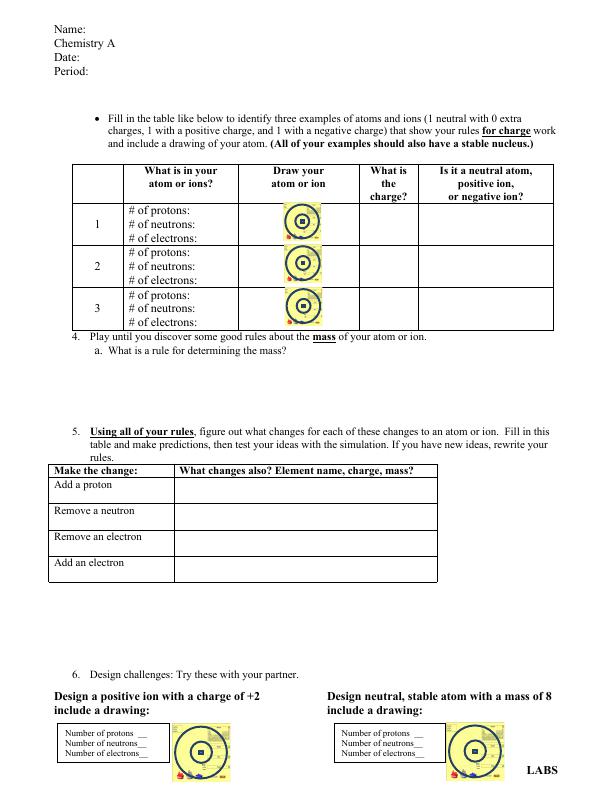 Name:
Chemistry A
Date:
Period:
• Fill in the table like below to identify three examples of atoms and ions (1 neutral with 0 extra
charges, 1 with a positive charge, and 1 with a negative charge) that show your rules for charge work
and include a drawing of your atom. (All of your examples should also have a stable nucleus.)
What is in your
atom or ions?
Draw your
atom or ion
What is
the
charge?
Is it a neutral atom,
positive ion,
or negative ion?
1
# of protons:
# of neutrons:
# of electrons:
2
# of protons:
# of neutrons:
# of electrons:
3
# of protons:
# of neutrons:
# of electrons:
4. Play until you discover some good rules about the mass of your atom or ion.
a. What is a rule for determining the mass?
5. Using all of your rules, figure out what changes for each of these changes to an atom or ion. Fill in this
table and make predictions, then test your ideas with the simulation. If you have new ideas, rewrite your
rules.
Make the change: What changes also? Element name, charge, mass?
Add a proton
Remove a neutron
Remove an electron
Add an electron
6. Design challenges: Try these with your partner.
Design a positive ion with a charge of +2
include a drawing:
Number of protons __
Number of neutrons__
Number of electrons__
Design neutral, stable atom with a mass of 8
include a drawing:
Number of protons __
Number of neutrons__
Number of electrons__
LABS